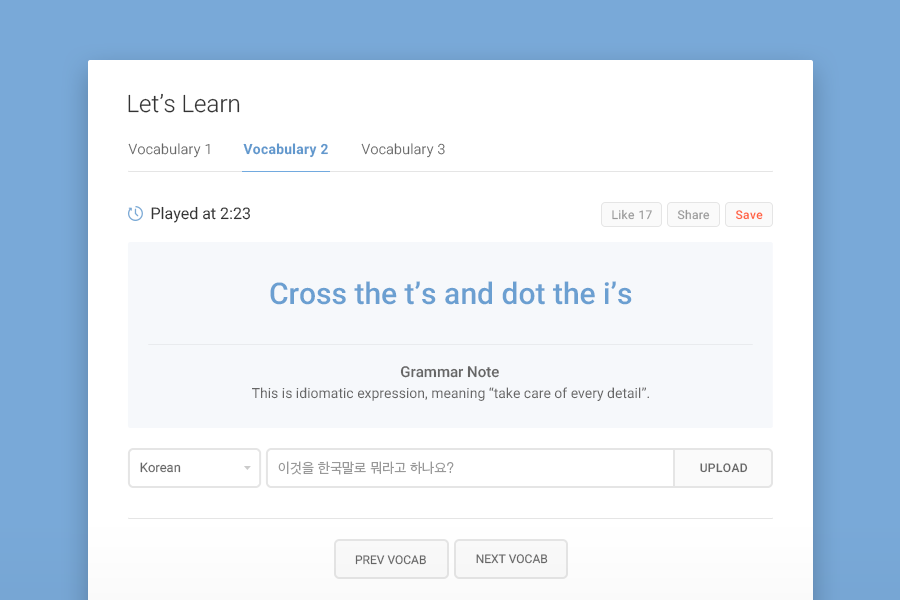 Let’s Learn
Vocabulary 1 Vocabulary 2 Vocabulary 3
Played at 2:23 Like 17 Share Save
Cross the t’s and dot the i’s
Grammar Note
This is idiomatic expression, meaning “take care of every detail”.
Korean 이것을 한국말로 뭐라고 하나요? UPLOAD
PREV VOCAB NEXT VOCAB